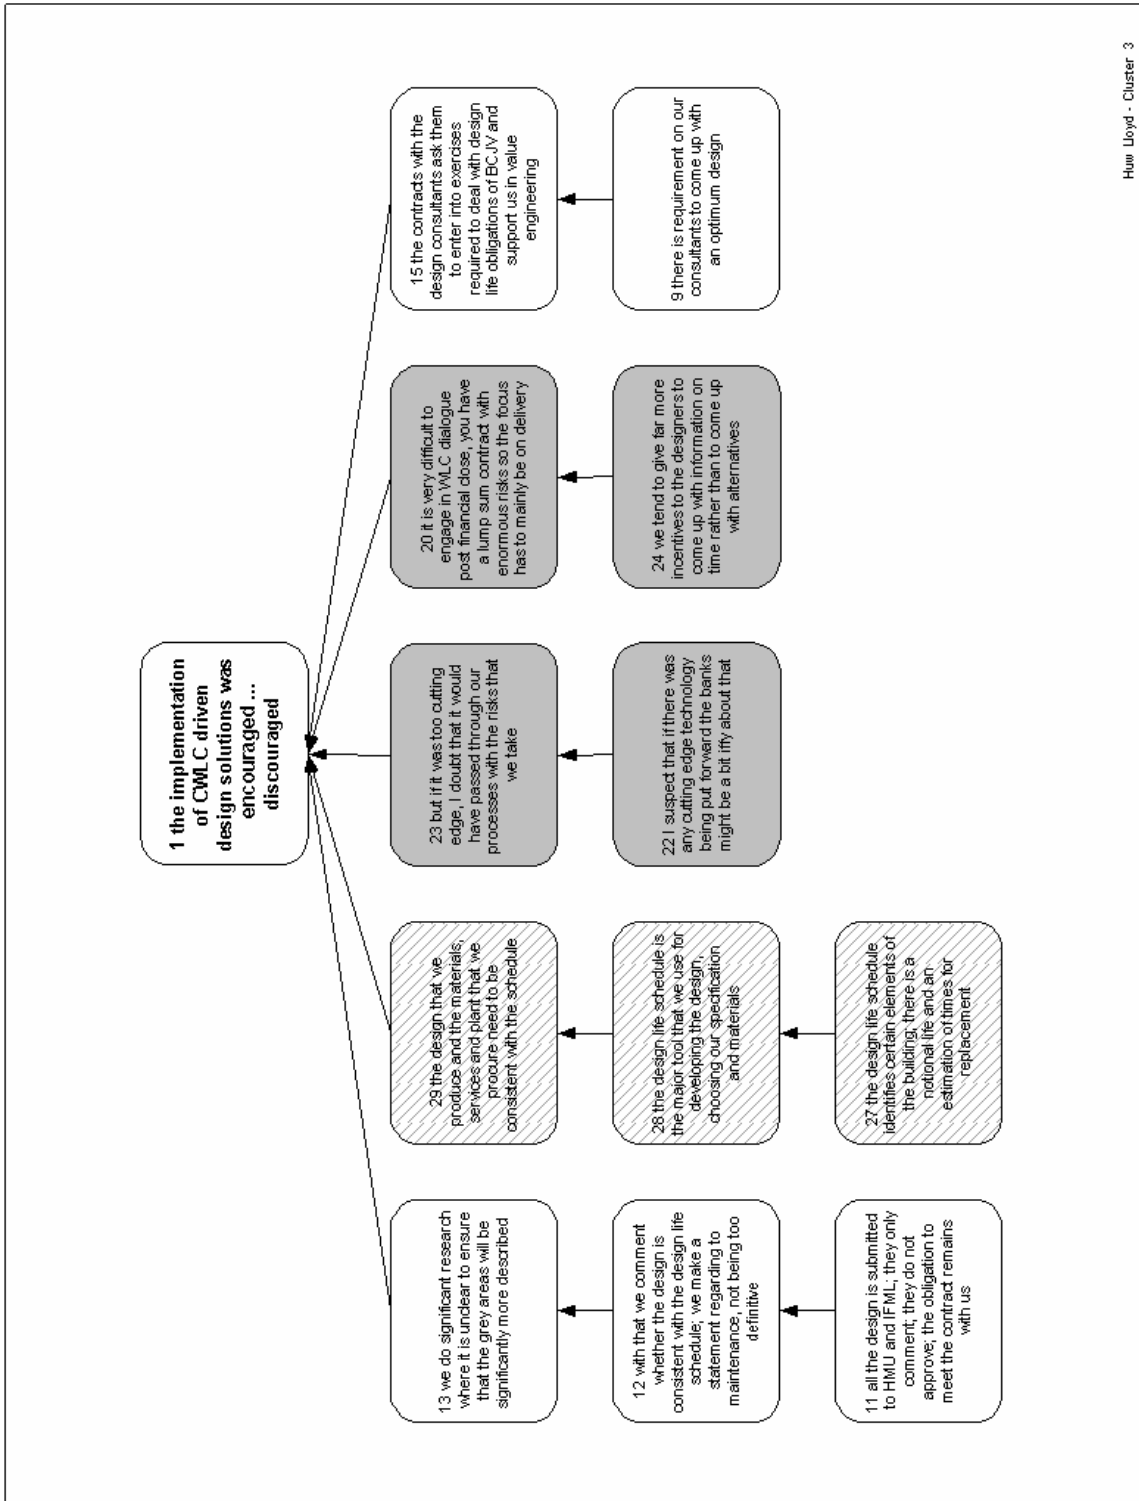 1 the implementation
of CWLC driven
design solutions was
encouraged ...
discouraged
13 we do significant research
where it is unclear to ensure
that the grey areas will be
significantly more described
29 the design that we
produce and the materials,
services and plant that we
procure need to be
consistent with the schedule
23 but if it was too cutting
edge, I doubt that it would
have passed through our
processes with the risks that
we take
20 it is very difficult to
engage in WLC dialogue
post financial close, you have
a lump sum contract with
enormous risks so the focus
has to mainly be on delivery
15 the contracts with the
design consultants ask them
to enter into exercises
required to deal with design
life obligations of BCJV and
support us in value
engineering
12 with that we comment
whether the design is
consistent with the design life
schedule; we make a
statement regarding to
maintenance, not being too
definitive
28 the design life schedule is
the major tool that we use for
developing the design,
choosing our specification
and materials
22 I suspect that if there was
any cutting edge technology
being put forward the banks
might be a bit iffy about that
24 we tend to give far more
incentives to the designers to
come up with information on
time rather than to come up
with alternatives
9 there is requirement on our
consultants to come up with
an optimum design
11 all the design is submitted
to HMU and IFML; they only
comment; they do not
approve; the obligation to
meet the contract remains
with us
27 the design life schedule
identifies certain elements of
the building; there is a
notional life and an
estimation of times for
replacement
Huw Lloyd - Cluster 3